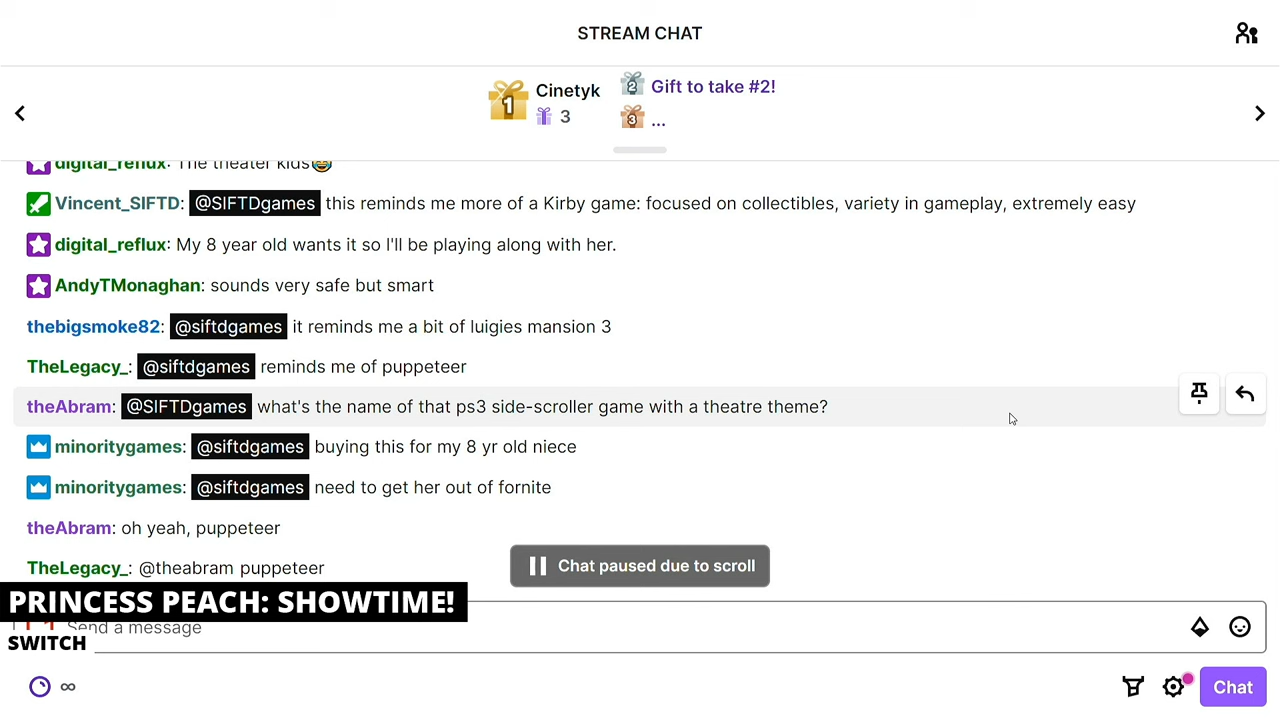 STREAM CHAT
1 Cinetyk
3
2 Gift to take #2!
3 ...
digital_reflux: The theater kids
Vincent_SIFTD: @SIFTDgames this reminds me more of a Kirby game: focused on collectibles, variety in gameplay, extremely easy
digital_reflux: My 8 year old wants it so I'll be playing along with her.
AndyTMonaghan: sounds very safe but smart
thebigsmoke82: @siftdgames it reminds me a bit of luigies mansion 3
TheLegacy_: @siftdgames reminds me of puppeteer
theAbram: @SIFTDgames what's the name of that ps3 side-scroller game with a theatre theme?
minoritygames: @siftdgames buying this for my 8 yr old niece
minoritygames: @siftdgames need to get her out of fornite
theAbram: oh yeah, puppeteer
TheLegacy_: @theabram puppeteer
Chat paused due to scroll
PRINCESS PEACH: SHOWTIME!
Send a message
SWITCH
∞
Chat